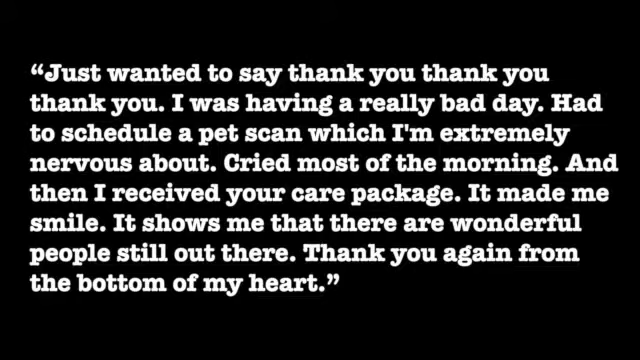 “Just wanted to say thank you thank you
thank you. I was having a really bad day. Had
to schedule a pet scan which I'm extremely
nervous about. Cried most of the morning. And
then I received your care package. It made me
smile. It shows me that there are wonderful
people still out there. Thank you again from
the bottom of my heart.”